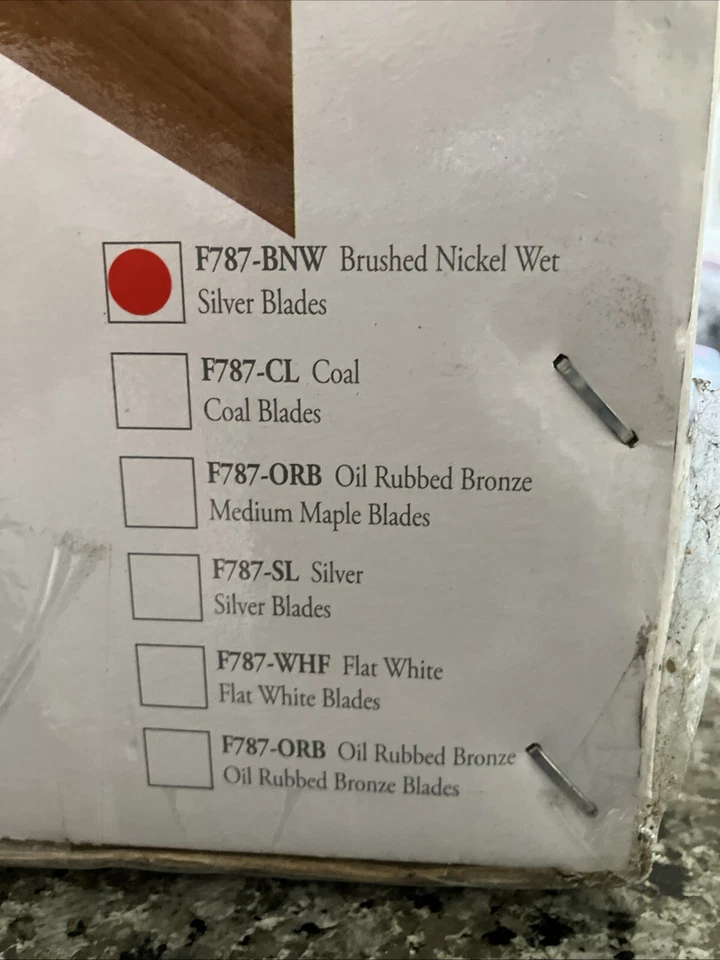 F787-BNW Brushed Nickel Wet
Silver Blades
F787-CL Coal
Coal Blades
F787-ORB Oil Rubbed Bronze
Medium Maple Blades
F787-SL Silver
Silver Blades
F787-WHF Flat White
Flat White Blades
F787-ORB Oil Rubbed Bronze
Oil Rubbed Bronze Blades